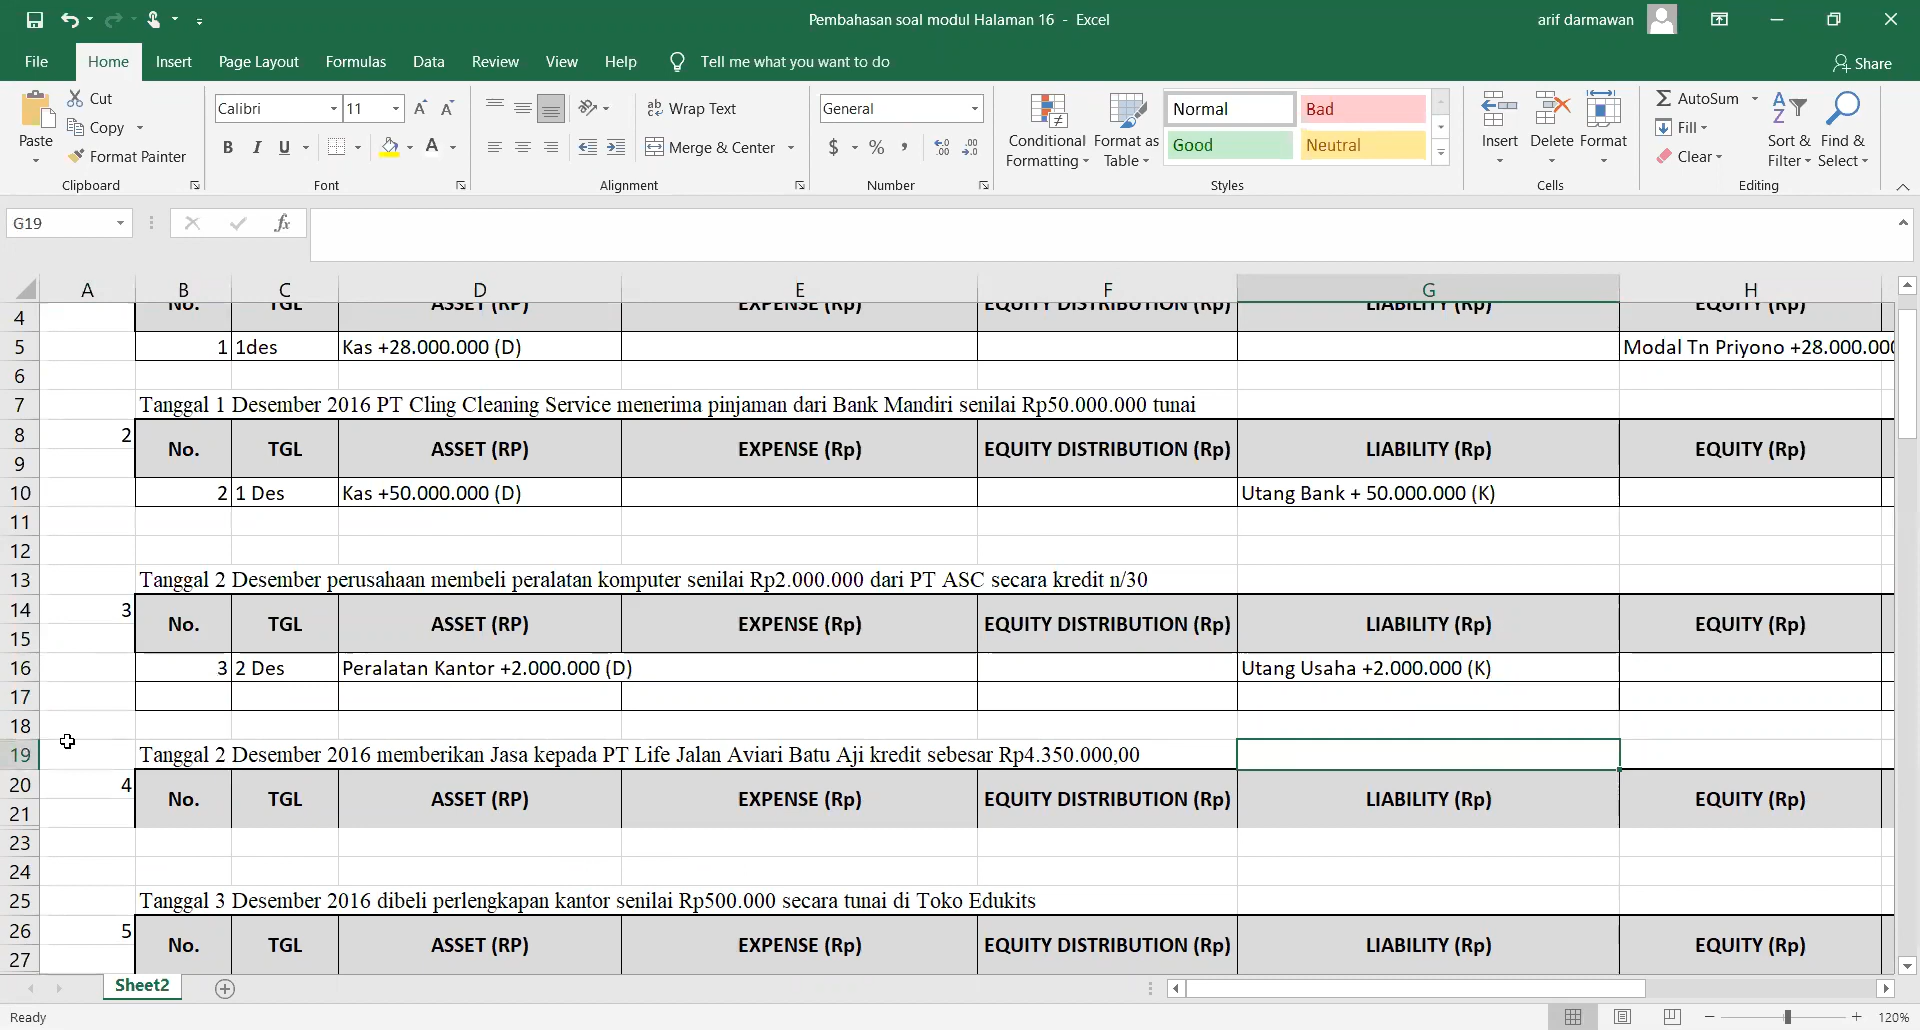 Pembahasan soal modul Halaman 16 - Excel
arif darmawan
File Home Insert Page Layout Formulas Data Review View Help Tell me what you want to do
Share
Paste Cut Copy Format Painter
Calibri 11
B I U A
Wrap Text
Merge & Center
General
$ %
Conditional Formatting
Format as Table
Normal Bad
Good Neutral
Insert Delete Format
AutoSum
Fill
Clear
Sort & Filter
Find & Select
Clipboard Font Alignment Number Styles Cells Editing
G19 fx
A B C D E F G H
4 No. TGL ASSET (RP) EXPENSE (Rp) EQUITY DISTRIBUTION (Rp) LIABILITY (Rp) EQUITY (Rp)
5 1 1des Kas +28.000.000 (D) Modal Tn Priyono +28.000.000
6
7 Tanggal 1 Desember 2016 PT Cling Cleaning Service menerima pinjaman dari Bank Mandiri senilai Rp50.000.000 tunai
8 2 No. TGL ASSET (RP) EXPENSE (Rp) EQUITY DISTRIBUTION (Rp) LIABILITY (Rp) EQUITY (Rp)
9
10 2 1 Des Kas +50.000.000 (D) Utang Bank + 50.000.000 (K)
11
12
13 Tanggal 2 Desember perusahaan membeli peralatan komputer senilai Rp2.000.000 dari PT ASC secara kredit n/30
14 3 No. TGL ASSET (RP) EXPENSE (Rp) EQUITY DISTRIBUTION (Rp) LIABILITY (Rp) EQUITY (Rp)
15
16 3 2 Des Peralatan Kantor +2.000.000 (D) Utang Usaha +2.000.000 (K)
17
18
19 Tanggal 2 Desember 2016 memberikan Jasa kepada PT Life Jalan Aviari Batu Aji kredit sebesar Rp4.350.000,00
20 4 No. TGL ASSET (RP) EXPENSE (Rp) EQUITY DISTRIBUTION (Rp) LIABILITY (Rp) EQUITY (Rp)
21
23
24
25 Tanggal 3 Desember 2016 dibeli perlengkapan kantor senilai Rp500.000 secara tunai di Toko Edukits
26 5 No. TGL ASSET (RP) EXPENSE (Rp) EQUITY DISTRIBUTION (Rp) LIABILITY (Rp) EQUITY (Rp)
27
Sheet2
Ready
120%